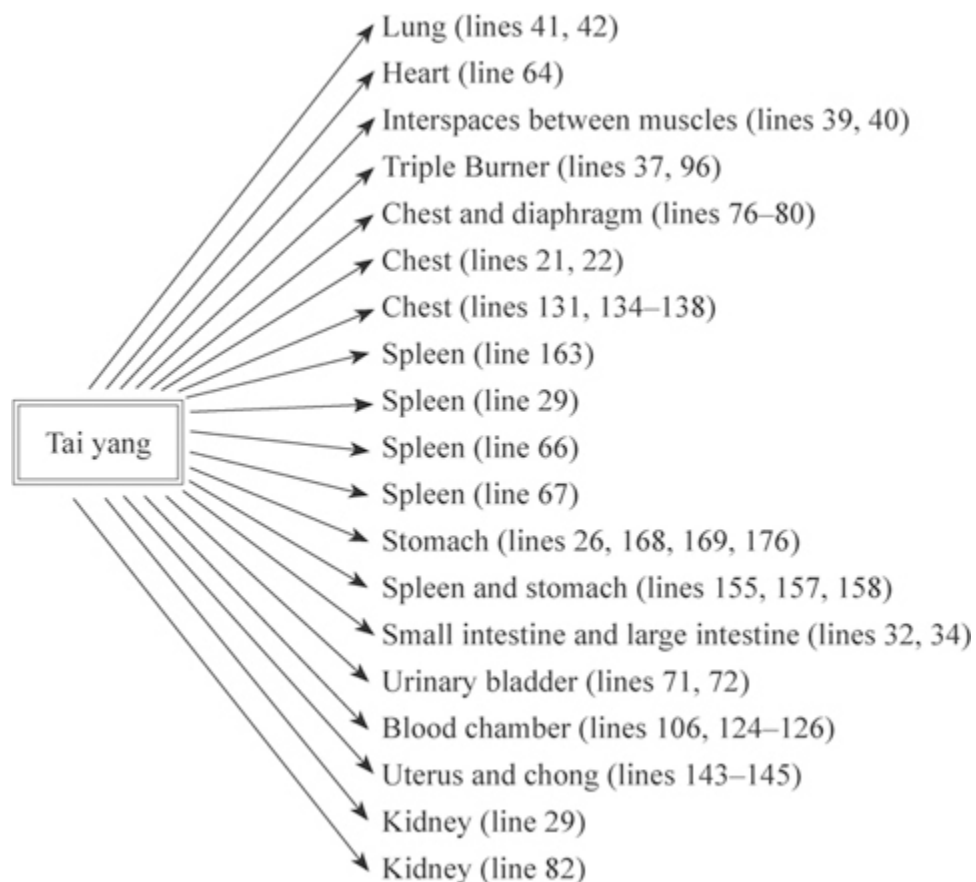 Lung (lines 41, 42)
Heart (line 64)
Interspaces between muscles (lines 39, 40)
Triple Burner (lines 37, 96)
Chest and diaphragm (lines 76–80)
Chest (lines 21, 22)
Chest (lines 131, 134–138)
Spleen (line 163)
Spleen (line 29)
Tai yang
Spleen (line 66)
Spleen (line 67)
Stomach (lines 26, 168, 169, 176)
Spleen and stomach (lines 155, 157, 158)
Small intestine and large intestine (lines 32, 34)
Urinary bladder (lines 71, 72)
Blood chamber (lines 106, 124–126)
Uterus and chong (lines 143–145)
Kidney (line 29)
Kidney (line 82)